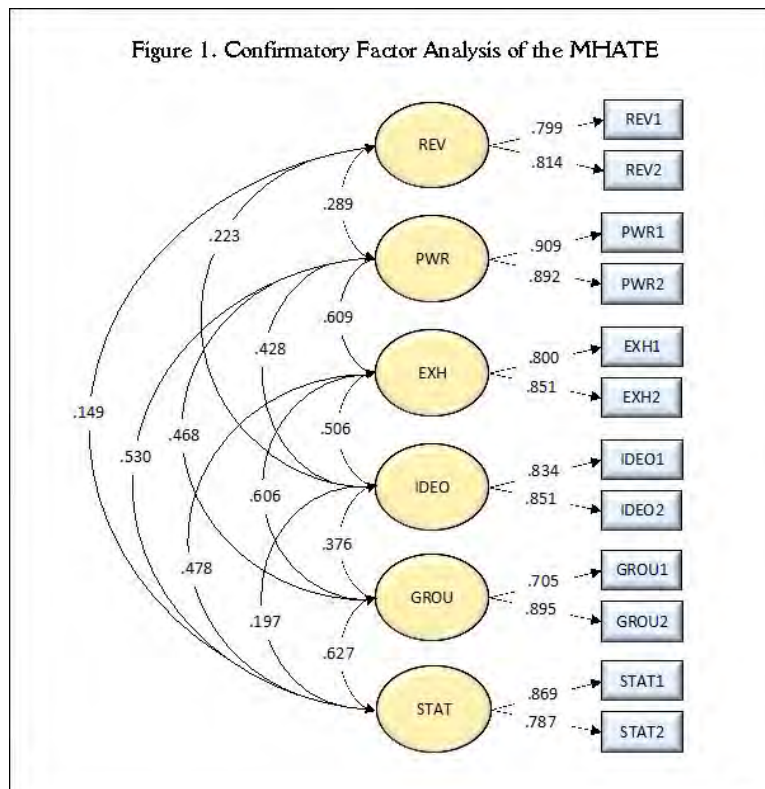 Figure 1. Confirmatory Factor Analysis of the MHATE
REV
.799
REV1
.814
REV2
.289
.223
PWR
.909
PWR1
.892
PWR2
.609
.428
EXH
.800
EXH1
.851
EXH2
.149
.468
.506
.530
IDEO
.834
IDEO1
.851
IDEO2
.606
.376
.478
GROU
.705
GROU1
.895
GROU2
.197
.627
STAT
.869
STAT1
.787
STAT2